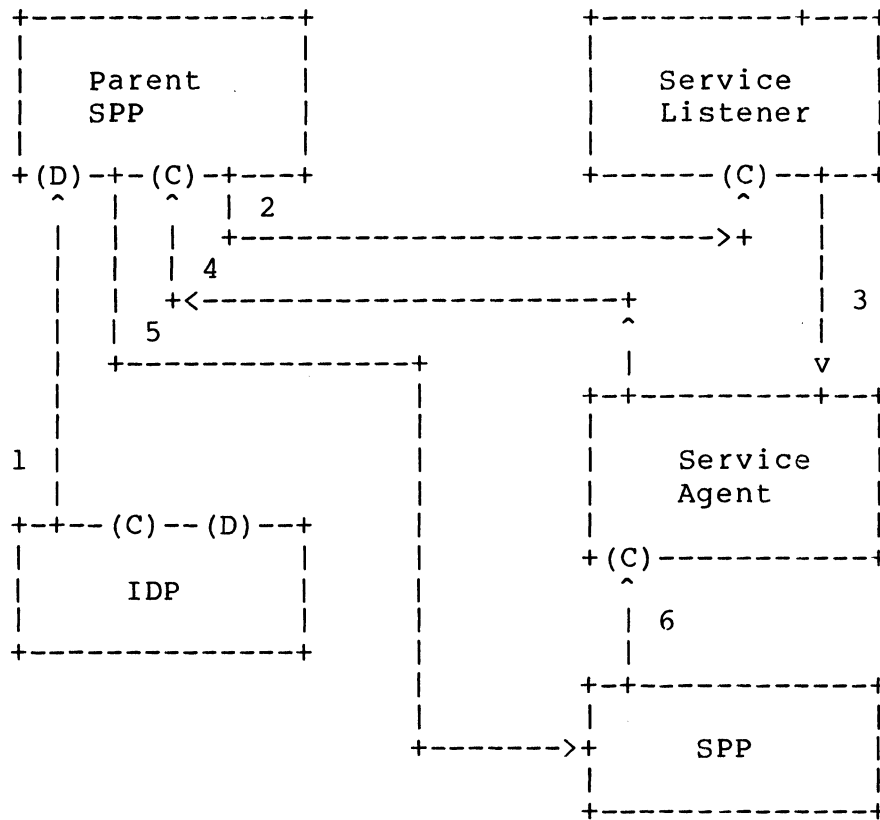 Parent
SPP
Service
Listener
(D)
(C)
(C)
2
4
3
5
1
Service
Agent
(C)
(D)
IDP
(C)
6
SPP